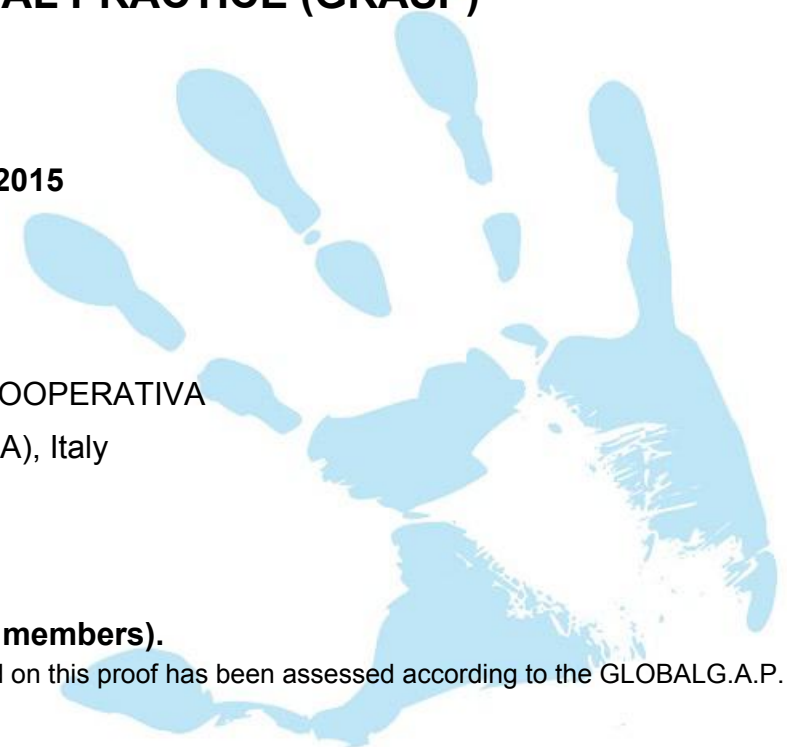 AL PRACTICE (GRASP)
2015
OOPERATIVA
A), Italy
members).
on this proof has been assessed according to the GLOBALG.A.P.